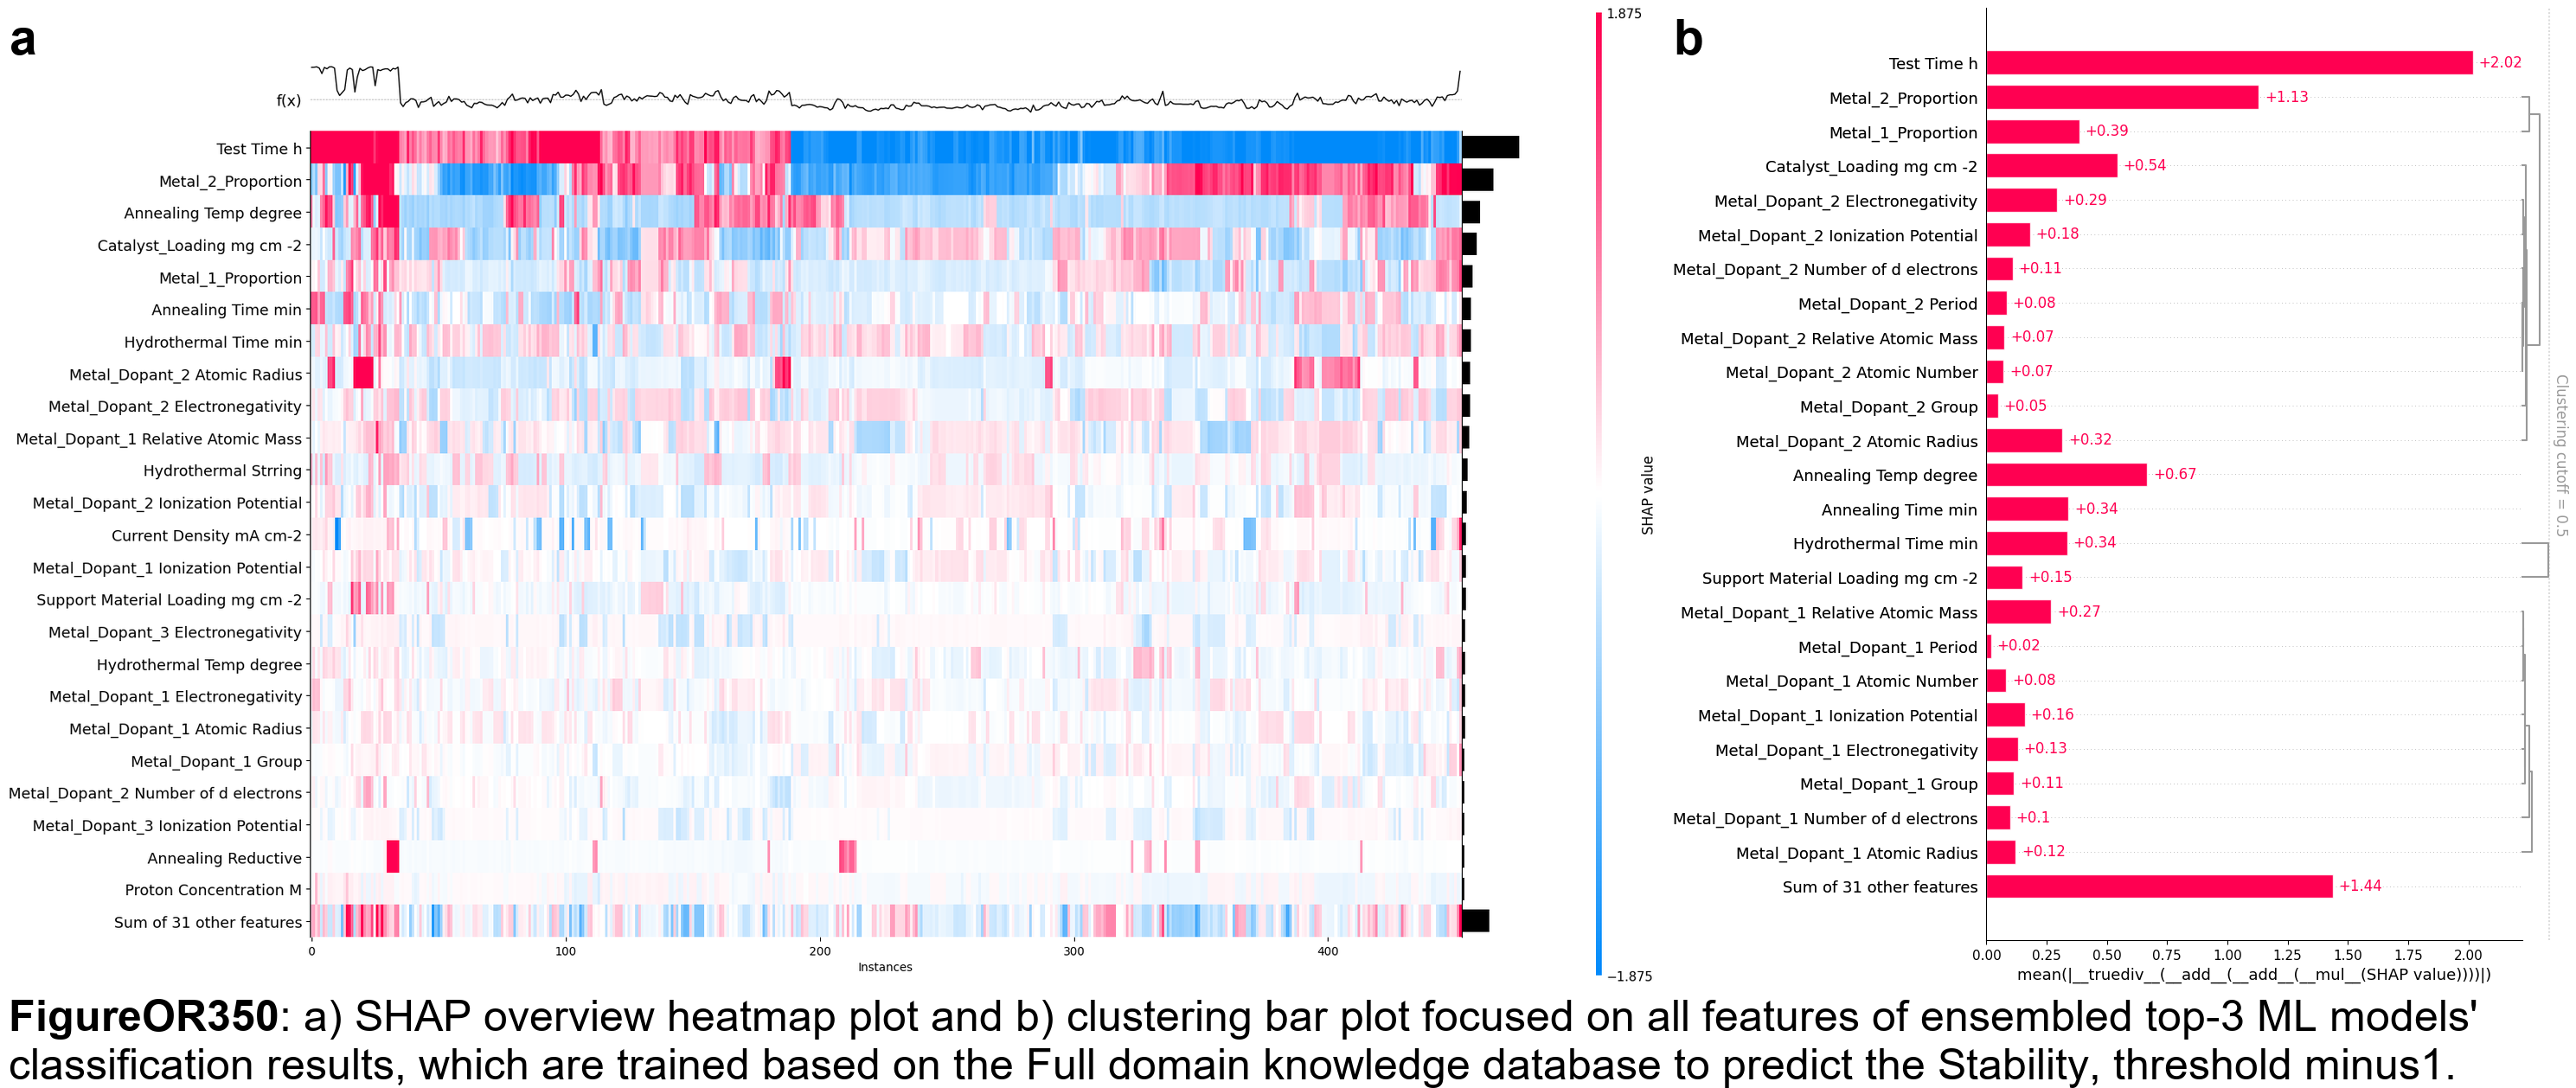 a
f(x)
Test Time h
Metal_2_Proportion
Annealing Temp degree
Catalyst_Loading mg cm -2
Metal_1_Proportion
Annealing Time min
Hydrothermal Time min
Metal_Dopant_2 Atomic Radius
Metal_Dopant_2 Electronegativity
Metal_Dopant_1 Relative Atomic Mass
Hydrothermal Strring
Metal_Dopant_2 Ionization Potential
Current Density mA cm-2
Metal_Dopant_1 Ionization Potential
Support Material Loading mg cm -2
Metal_Dopant_3 Electronegativity
Hydrothermal Temp degree
Metal_Dopant_1 Electronegativity
Metal_Dopant_1 Atomic Radius
Metal_Dopant_1 Group
Metal_Dopant_2 Number of d electrons
Metal_Dopant_3 Ionization Potential
Annealing Reductive
Proton Concentration M
Sum of 31 other features
0 100 200 300 400
Instances
1.875
SHAP value
−1.875
b
Test Time h +2.02
Metal_2_Proportion +1.13
Metal_1_Proportion +0.39
Catalyst_Loading mg cm -2 +0.54
Metal_Dopant_2 Electronegativity +0.29
Metal_Dopant_2 Ionization Potential +0.18
Metal_Dopant_2 Number of d electrons +0.11
Metal_Dopant_2 Period +0.08
Metal_Dopant_2 Relative Atomic Mass +0.07
Metal_Dopant_2 Atomic Number +0.07
Metal_Dopant_2 Group +0.05
Metal_Dopant_2 Atomic Radius +0.32
Annealing Temp degree +0.67
Annealing Time min +0.34
Hydrothermal Time min +0.34
Support Material Loading mg cm -2 +0.15
Metal_Dopant_1 Relative Atomic Mass +0.27
Metal_Dopant_1 Period +0.02
Metal_Dopant_1 Atomic Number +0.08
Metal_Dopant_1 Ionization Potential +0.16
Metal_Dopant_1 Electronegativity +0.13
Metal_Dopant_1 Group +0.11
Metal_Dopant_1 Number of d electrons +0.1
Metal_Dopant_1 Atomic Radius +0.12
Sum of 31 other features +1.44
0.00 0.25 0.50 0.75 1.00 1.25 1.50 1.75 2.00
mean(|__truediv__(__add__(__add__(__mul__(SHAP value))))|)
Clustering cutoff = 0.5
FigureOR350: a) SHAP overview heatmap plot and b) clustering bar plot focused on all features of ensembled top-3 ML models'
classification results, which are trained based on the Full domain knowledge database to predict the Stability, threshold minus1.